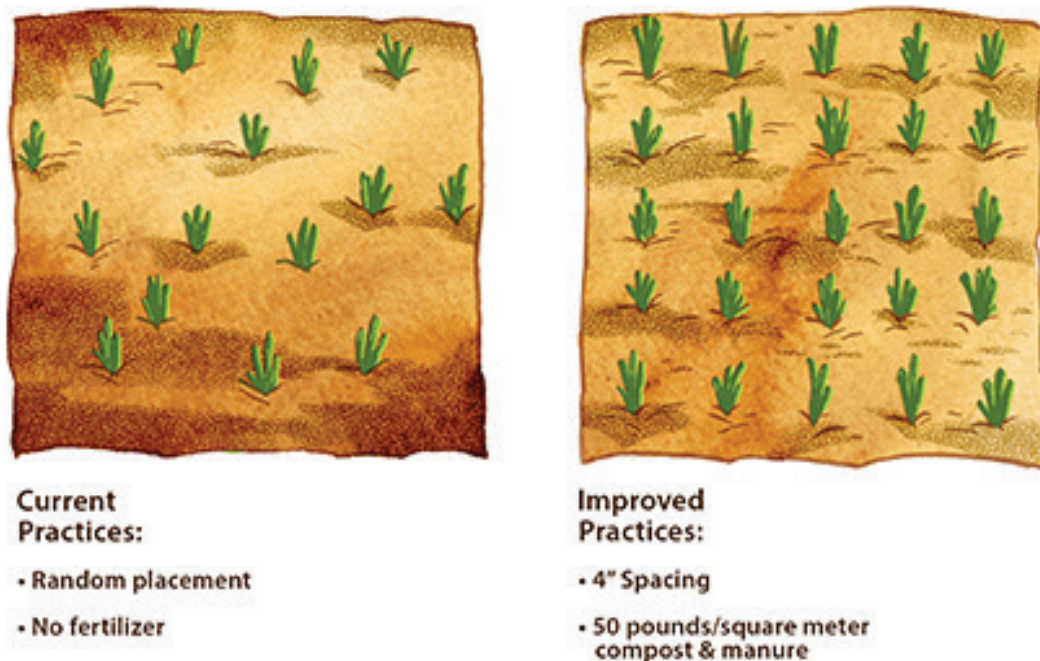 Current
Practices:
• Random placement
• No fertilizer
Improved
Practices:
• 4" Spacing
• 50 pounds/square meter
compost & manure